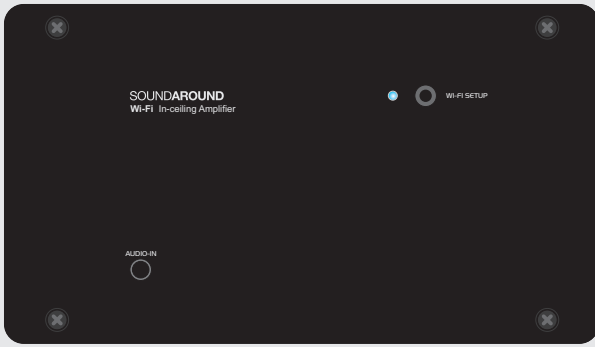 SOUNDAROUND
Wi-Fi In-ceiling Amplifier
WI-FI SETUP
AUDIO-IN